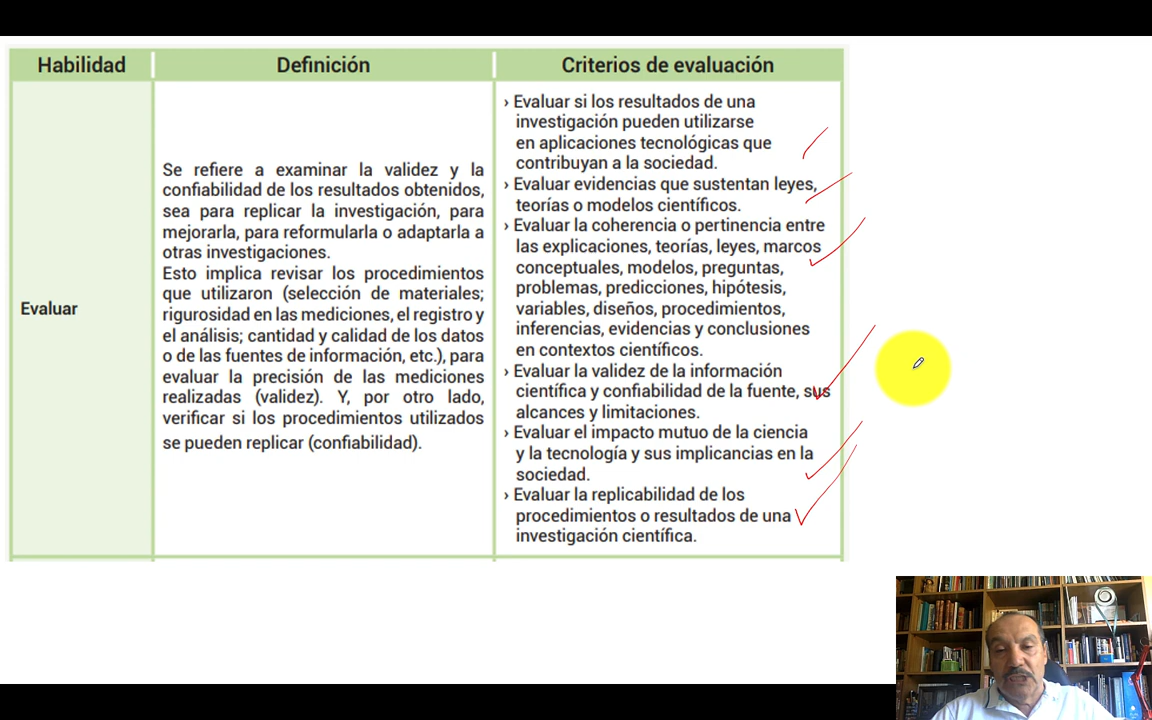 Habilidad
Definición
Criterios de evaluación
Evaluar
Se refiere a examinar la validez y la
confiabilidad de los resultados obtenidos,
sea para replicar la investigación, para
mejorarla, para reformularla o adaptarla a
otras investigaciones.
Esto implica revisar los procedimientos
que utilizaron (selección de materiales;
rigurosidad en las mediciones, el registro y
el análisis; cantidad y calidad de los datos
o de las fuentes de información, etc.), para
evaluar la precisión de las mediciones
realizadas (validez). Y, por otro lado,
verificar si los procedimientos utilizados
se pueden replicar (confiabilidad).
› Evaluar si los resultados de una
investigación pueden utilizarse
en aplicaciones tecnológicas que
contribuyan a la sociedad.
› Evaluar evidencias que sustentan leyes,
teorías o modelos científicos.
› Evaluar la coherencia o pertinencia entre
las explicaciones, teorías, leyes, marcos
conceptuales, modelos, preguntas,
problemas, predicciones, hipótesis,
variables, diseños, procedimientos,
inferencias, evidencias y conclusiones
en contextos científicos.
› Evaluar la validez de la información
científica y confiabilidad de la fuente, sus
alcances y limitaciones.
› Evaluar el impacto mutuo de la ciencia
y la tecnología y sus implicancias en la
sociedad.
› Evaluar la replicabilidad de los
procedimientos o resultados de una
investigación científica.